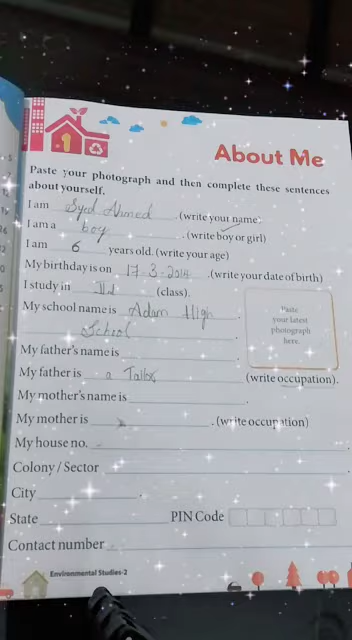 About Me
Paste your photograph and then complete these sentences
about yourself.
I am Syed Ahmed . (write your name)
I am a boy . (write boy or girl)
I am 6 years old. (write your age)
My birthday is on 17-3-2014 . (write your date of birth)
I study in (class).
My school name is Adam High
School .
Paste
your latest
photograph
here.
My father's name is .
My father is a Tailor (write occupation).
My mother's name is .
My mother is . (write occupation)
My house no. .
Colony / Sector .
City .
State PIN Code
Contact number
Environmental Studies-2